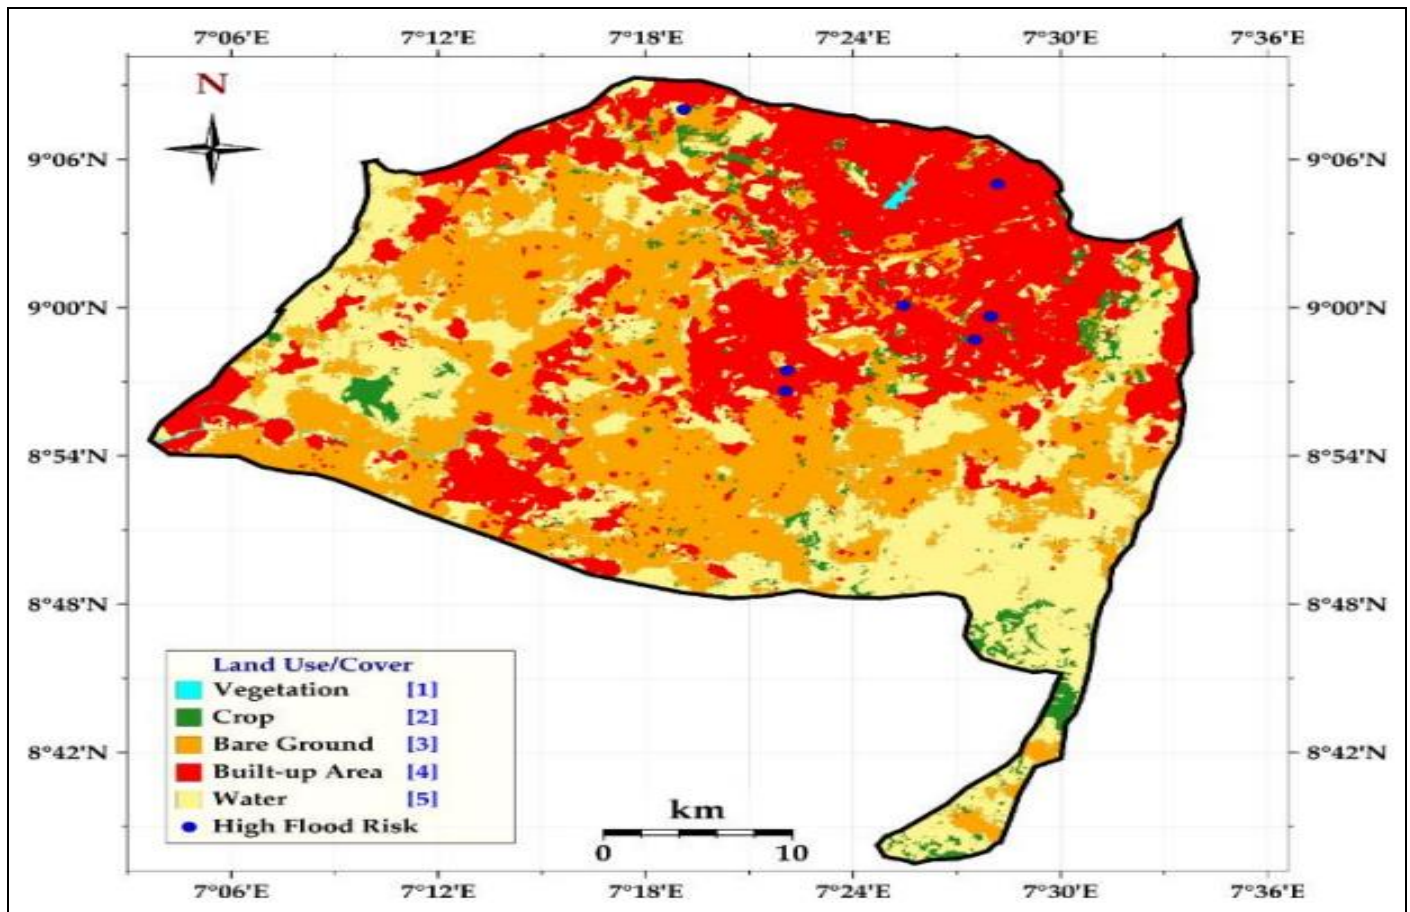 7°06'E 7°12'E 7°18'E 7°24'E 7°30'E 7°36'E
N
9°06'N 9°06'N
9°00'N 9°00'N
8°54'N 8°54'N
8°48'N 8°48'N
Land Use/Cover
Vegetation [1]
Crop [2]
Bare Ground [3]
Built-up Area [4]
Water [5]
High Flood Risk
8°42'N 8°42'N
km
0 10
7°06'E 7°12'E 7°18'E 7°24'E 7°30'E 7°36'E